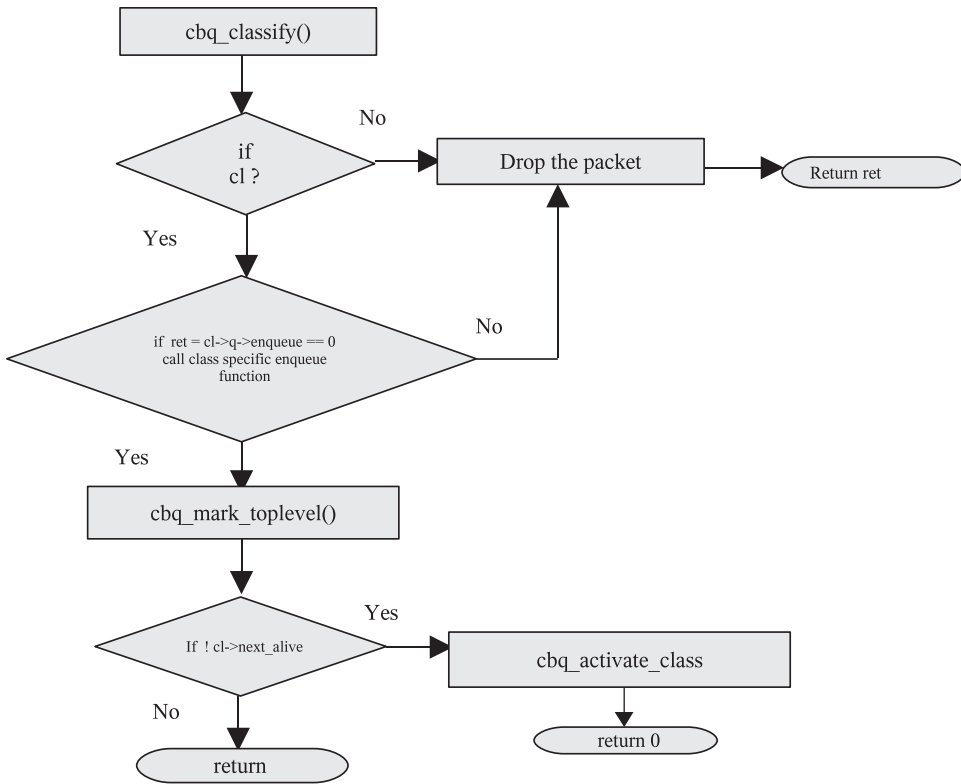 cbq_classify()
No
if
cl ?
Drop the packet
Return ret
Yes
No
if ret = cl->q->enqueue == 0
call class specific enqueue
function
Yes
cbq_mark_toplevel()
Yes
If ! cl->next_alive
cbq_activate_class
No
return 0
return